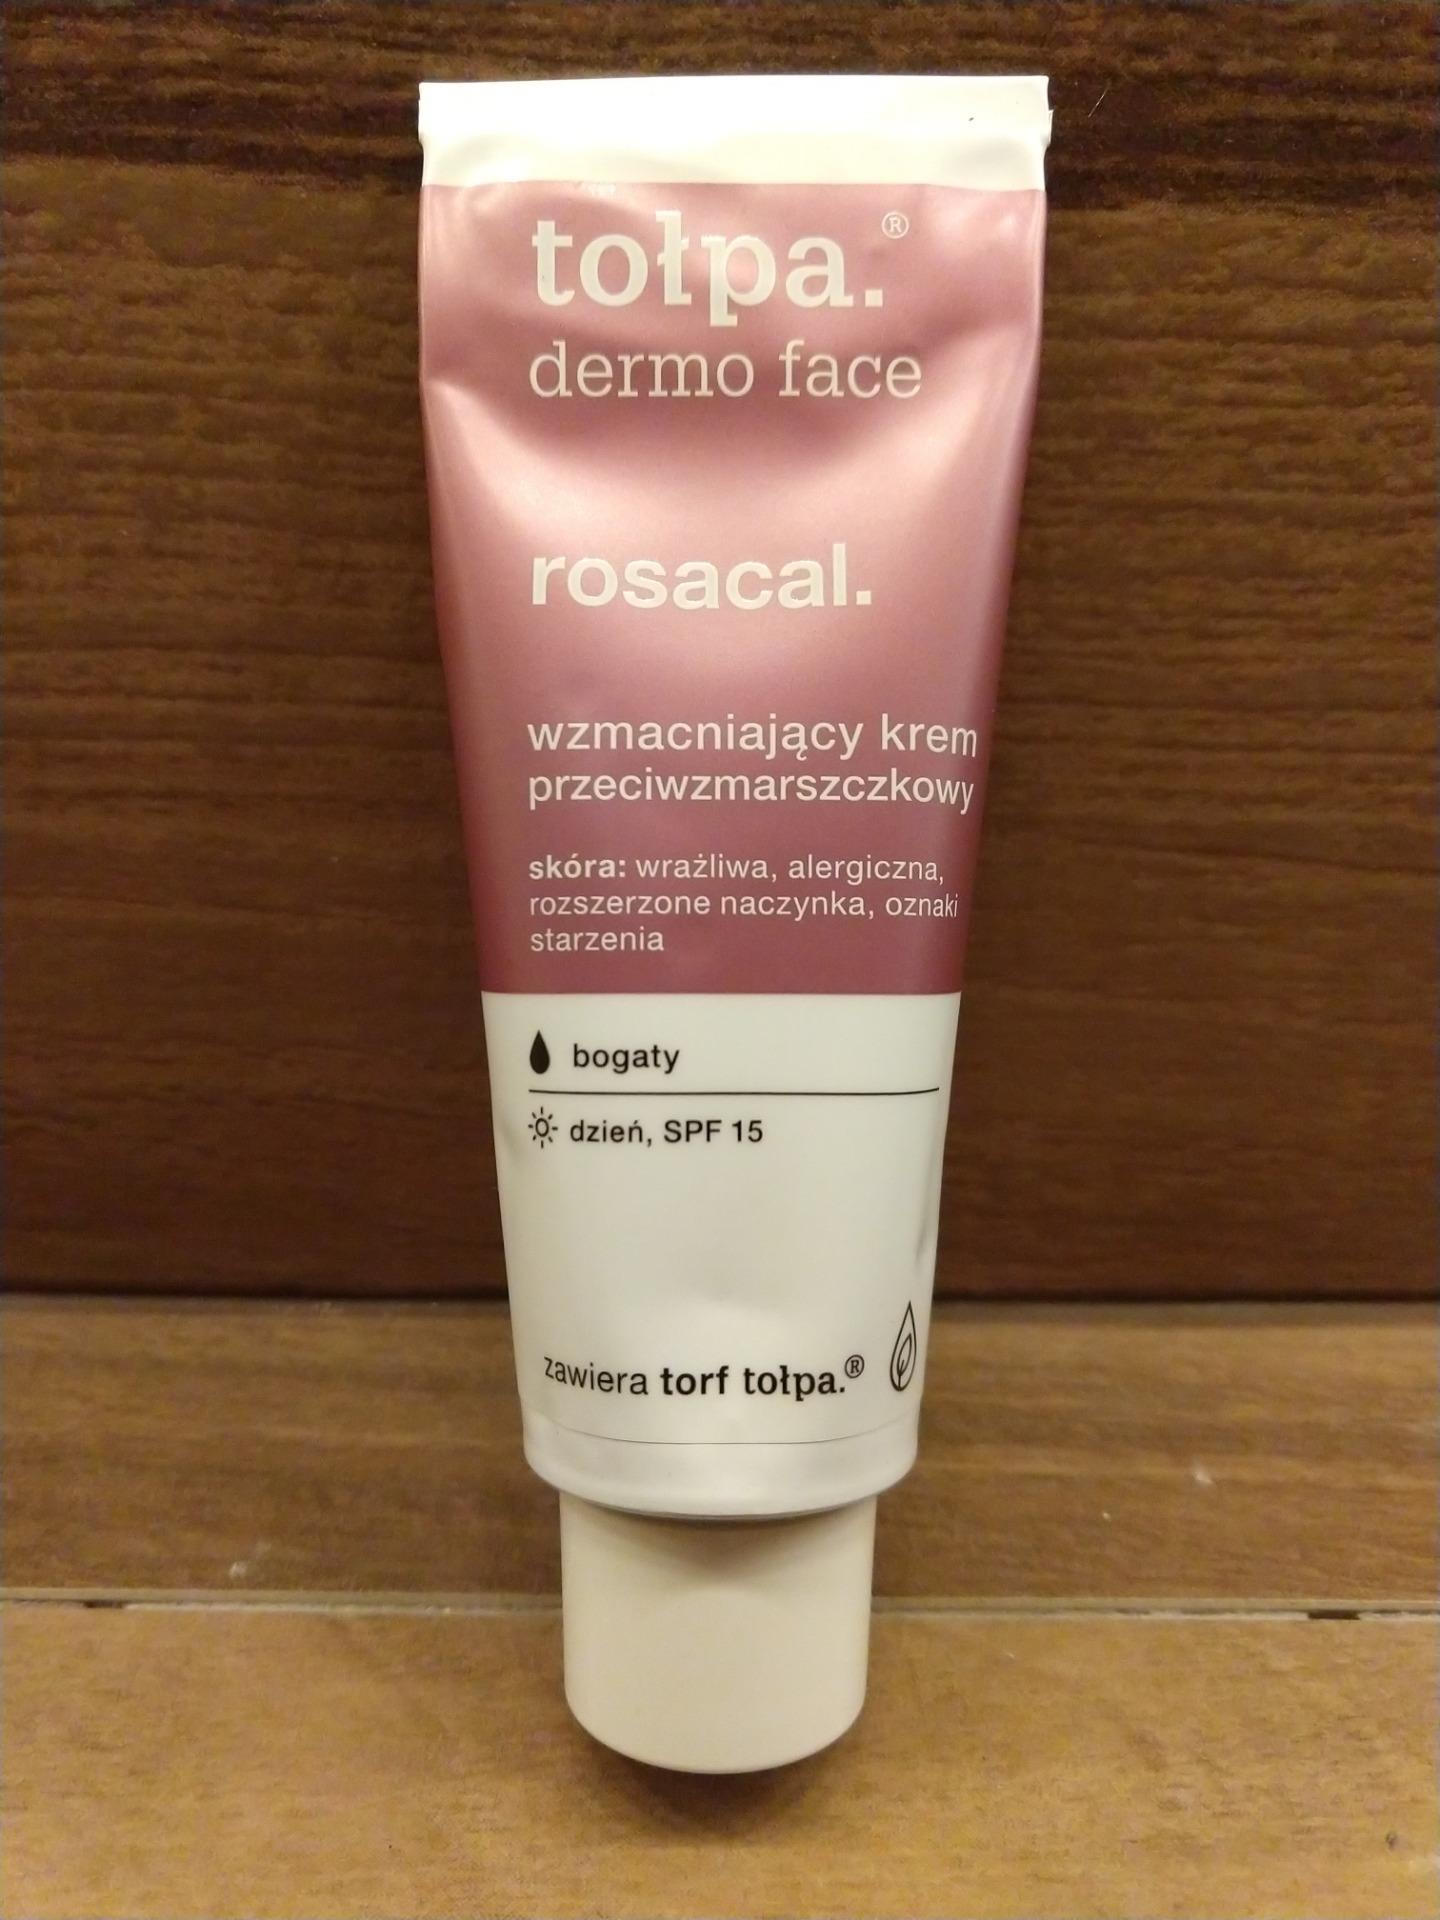 tołpa.®
dermo face
rosacal.
wzmacniający krem
przeciwzmarszczkowy
skóra: wrażliwa, alergiczna,
rozszerzone naczynka, oznaki
starzenia
bogaty
dzień, SPF 15
zawiera torf tołpa.®